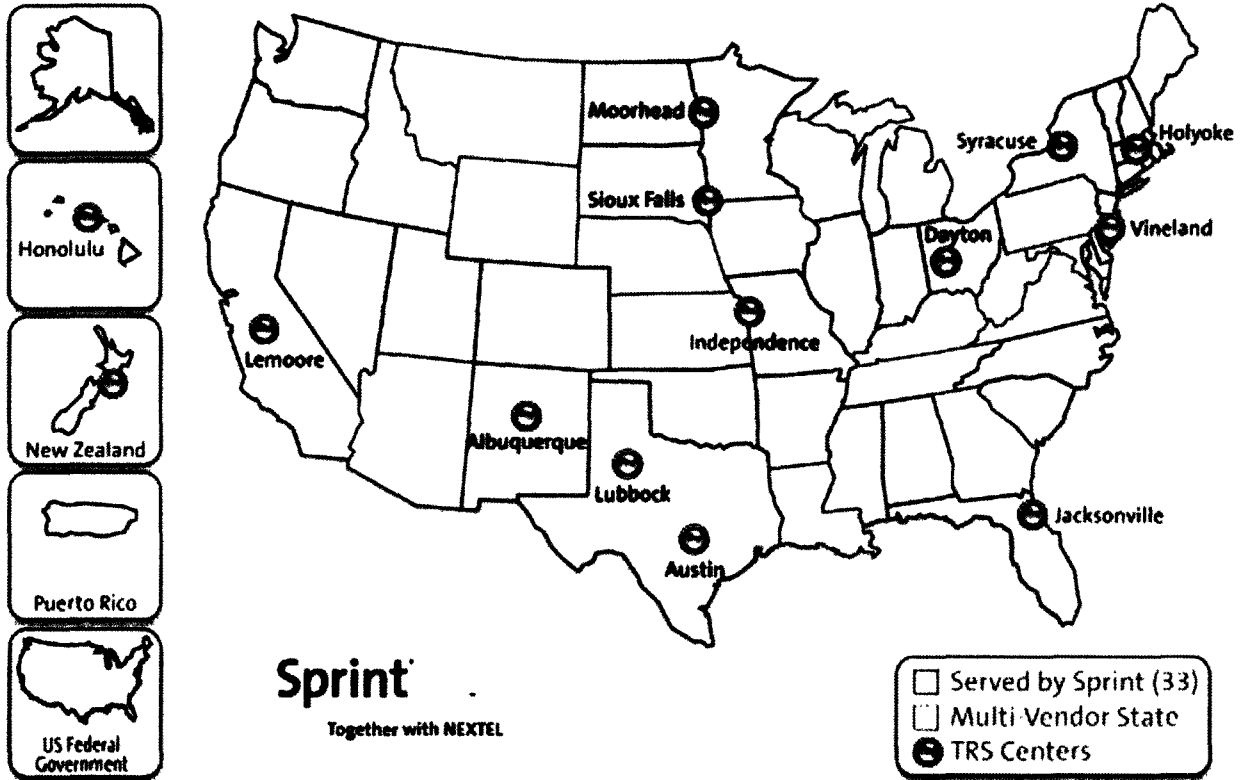 Moorhead
Syracuse
Holyoke
Sioux Falls
Honolulu
Dayton
Vineland
Independence
Lemoore
New Zealand
Albuquerque
Lubbock
Jacksonville
Austin
Puerto Rico
Sprint
Together with NEXTEL
US Federal
Government
Served by Sprint (33)
Multi-Vendor State
TRS Centers